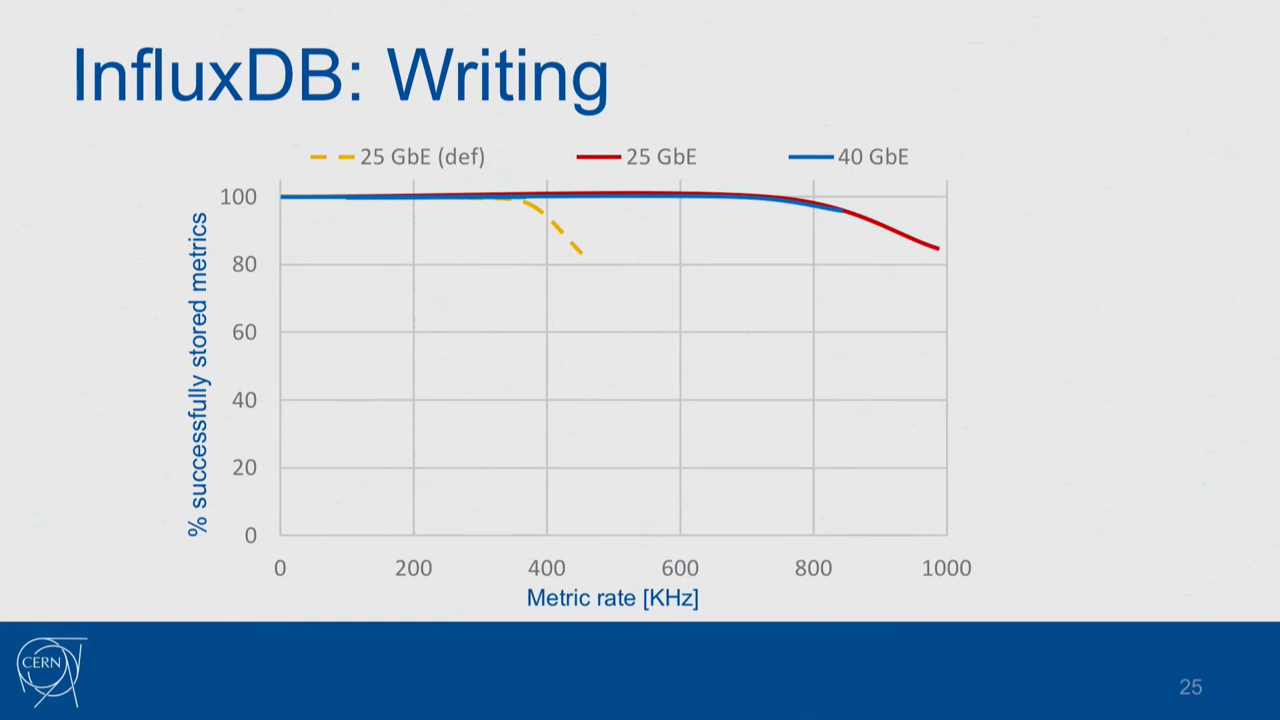 InfluxDB: Writing
25 GbE (def) 25 GbE 40 GbE
% successfully stored metrics
100
80
60
40
20
0
0 200 400 600 800 1000
Metric rate [KHz]
CERN
25